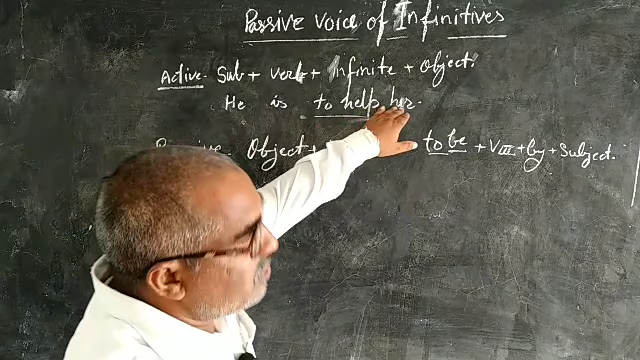 Passive voice of Infinitives
Active. Sub + verb + Infinite + Object.
He is to help her.
Passive. Object + to be + VIII + by + Subject.